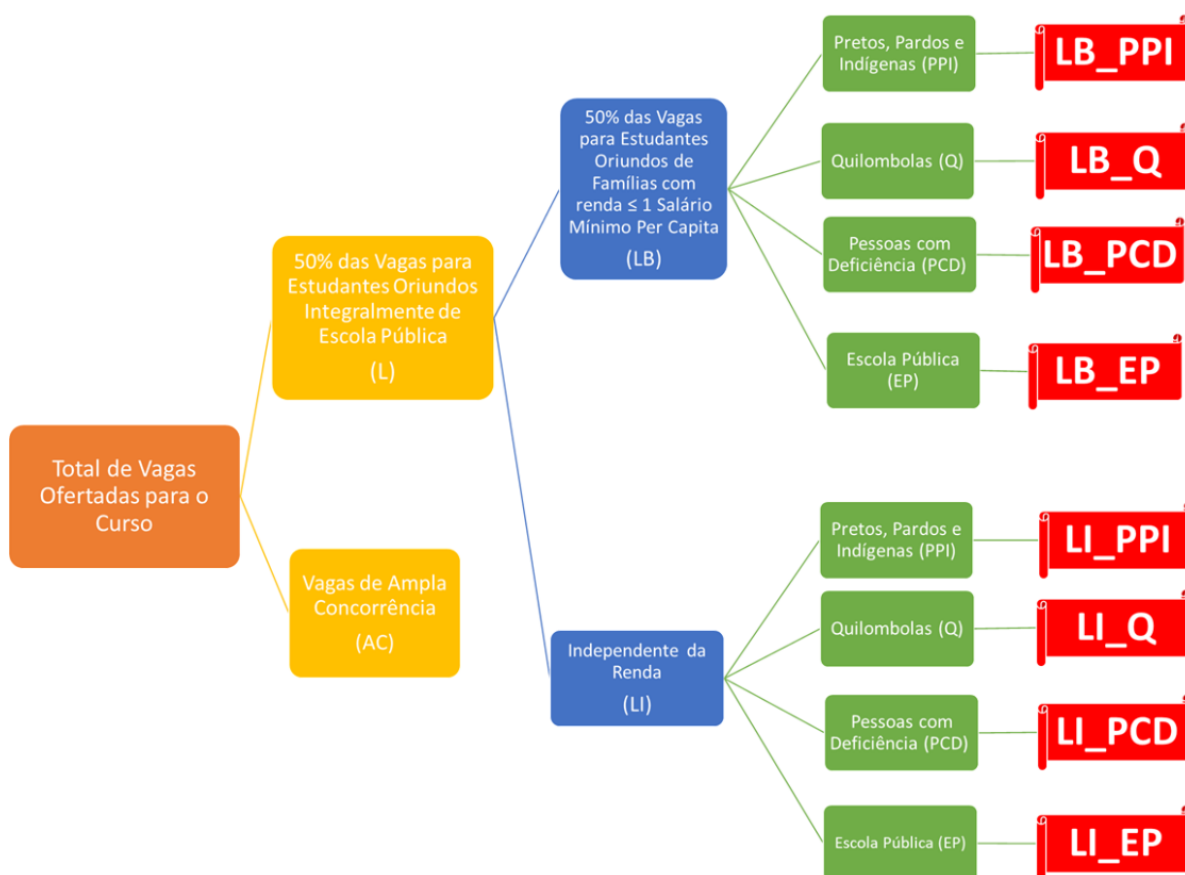 Total de Vagas
Ofertadas para o
Curso
50% das Vagas para
Estudantes Oriundos
Integralmente de
Escola Pública
(L)
Vagas de Ampla
Concorrência
(AC)
50% das Vagas
para Estudantes
Oriundos de
Famílias com
renda ≤ 1 Salário
Mínimo Per Capita
(LB)
Independente da
Renda
(LI)
Pretos, Pardos e
Indígenas (PPI)
LB_PPI
Quilombolas (Q)
LB_Q
Pessoas com
Deficiência (PCD)
LB_PCD
Escola Pública
(EP)
LB_EP
Pretos, Pardos e
Indígenas (PPI)
LI_PPI
Quilombolas (Q)
LI_Q
Pessoas com
Deficiência (PCD)
LI_PCD
Escola Pública (EP)
LI_EP